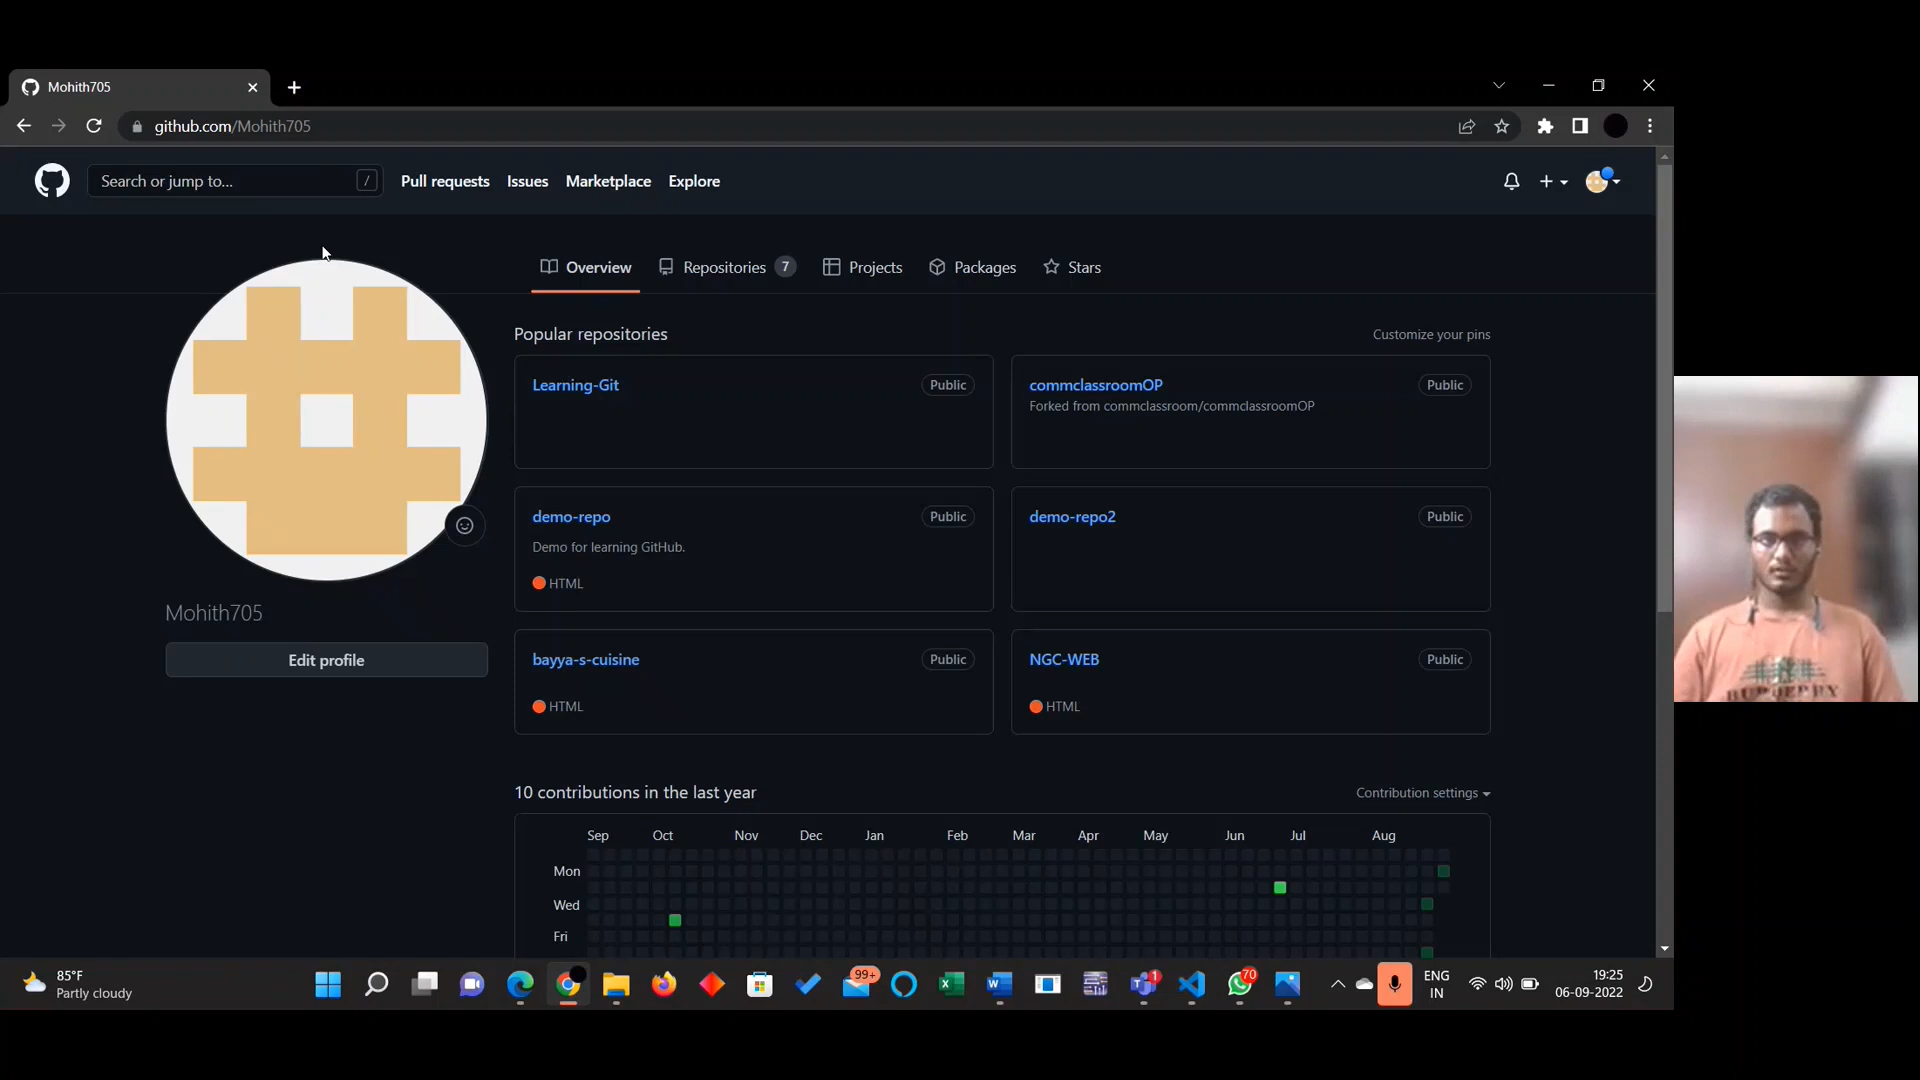 Mohith705
github.com/Mohith705
Search or jump to...
/
Pull requests
Issues
Marketplace
Explore
Overview
Repositories 7
Projects
Packages
Stars
Popular repositories
Customize your pins
Learning-Git
Public
commclassroomOP
Public
Forked from commclassroom/commclassroomOP
demo-repo
Public
Demo for learning GitHub.
HTML
demo-repo2
Public
bayya-s-cuisine
Public
HTML
NGC-WEB
Public
HTML
Mohith705
Edit profile
10 contributions in the last year
Contribution settings
Sep Oct Nov Dec Jan Feb Mar Apr May Jun Jul Aug
Mon
Wed
Fri
BURBERRY
85°F
Partly cloudy
99+
1
70
ENG
IN
19:25
06-09-2022